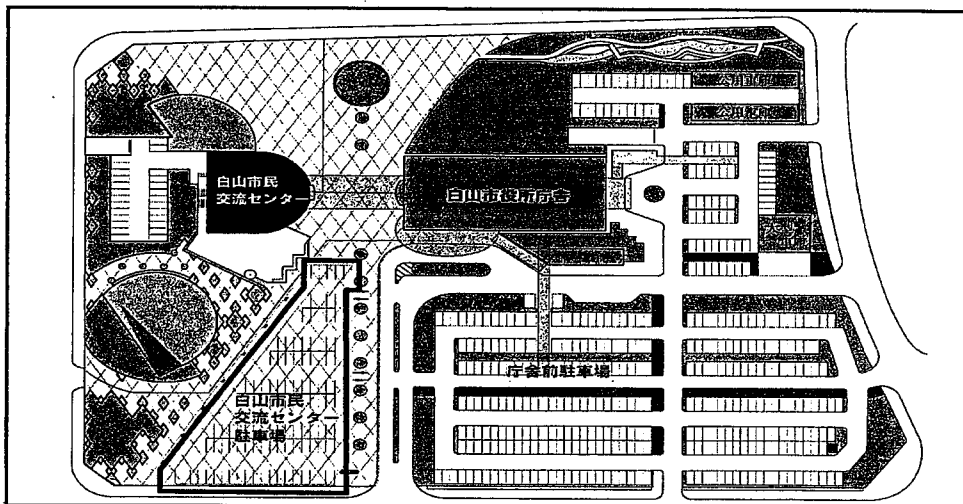 白山市民
交流センター
白山市役所庁舎
庁舎前駐車場
白山市民
交流センター
駐車場